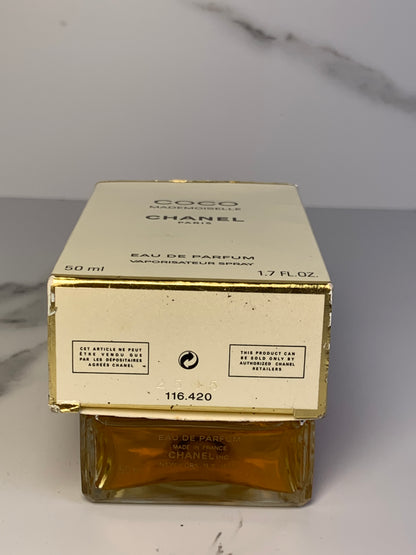 COCO
MADEMOISELLE
CHANEL
PARIS
EAU DE PARFUM
VAPORISATEUR SPRAY
50 ml
1.7 FL.OZ.
CET ARTICLE NE PEUT
ÊTRE VENDU QUE
PAR LES DÉPOSITAIRES
AGRÉÉS CHANEL
THIS PRODUCT CAN
BE SOLD ONLY BY
AUTHORIZED CHANEL
RETAILERS
116.420
EAU DE PARFUM
MADE IN FRANCE
CHANEL INC